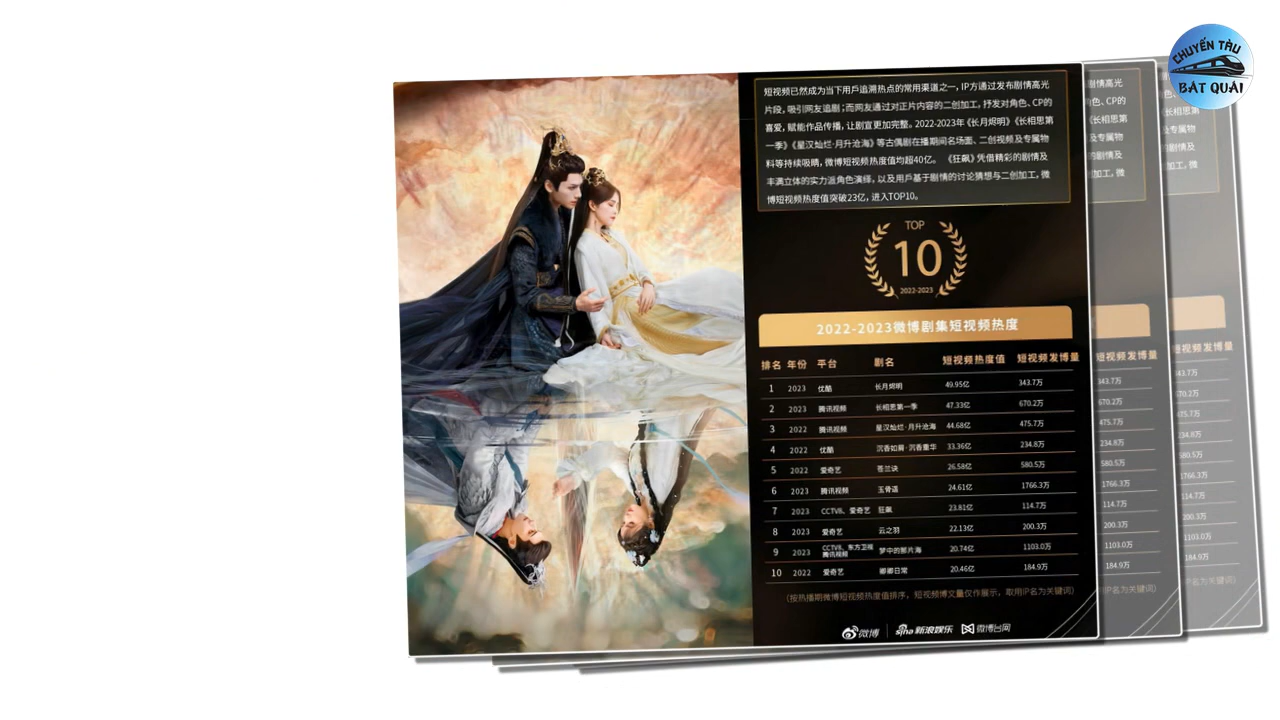 CHUYẾN TÀU
BÁT QUÁI
短视频已然成为当下用戶追溯热点的常用渠道之一，IP方通过发布剧情高光
片段，吸引网友追剧；而网友通过对正片内容的二创加工，抒发对角色、CP的
喜爱，赋能作品传播，让剧宣更加完整。2022-2023年《长月烬明》《长相思第
一季》《星汉灿烂·月升沧海》等古偶剧在播期间名场面、二创视频及专属物
料等持续吸睛，微博短视频热度值均超40亿。《狂飙》凭借精彩的剧情及
丰满立体的实力派角色演绎，以及用戶基于剧情的讨论猜想与二创加工，微
博短视频热度值突破23亿，进入TOP10。
TOP
10
2022-2023
2022-2023微博剧集短视频热度
排名 年份 平台 剧名 短视频热度值 短视频发博量
1 2023 优酷 长月烬明 49.95亿 343.7万
2 2023 腾讯视频 长相思第一季 47.33亿 670.2万
3 2022 腾讯视频 星汉灿烂·月升沧海 44.68亿 475.7万
4 2022 优酷 沉香如屑·沉香重华 33.36亿 234.8万
5 2022 爱奇艺 苍兰诀 26.58亿 580.5万
6 2023 腾讯视频 玉骨遥 24.61亿 1766.3万
7 2023 CCTV8、爱奇艺 狂飙 23.81亿 114.7万
8 2023 爱奇艺 云之羽 22.13亿 200.3万
9 2023 CCTV8、东方卫视 腾讯视频 梦中的那片海 20.74亿 1103.0万
10 2022 爱奇艺 卿卿日常 20.46亿 184.9万
（按热播期微博短视频热度值排序，短视频博文量仅作展示，取用IP名为关键词）
微博 sina 新浪娱乐 微博台网